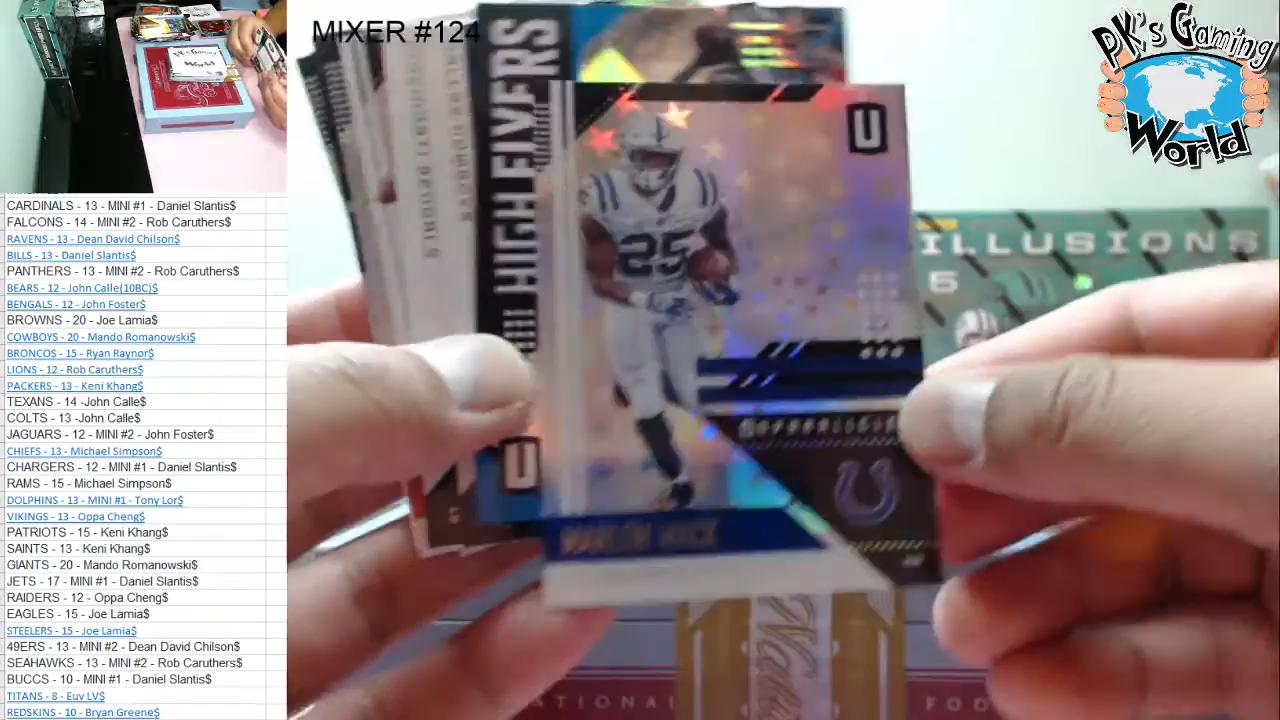 MIXER #124
PK's Gaming
World
CARDINALS - 13 - MINI #1 - Daniel Slantis$
FALCONS - 14 - MINI #2 - Rob Caruthers$
RAVENS - 13 - Dean David Chilson$
BILLS - 13 - Daniel Slantis$
PANTHERS - 13 - MINI #2 - Rob Caruthers$
BEARS - 12 - John Calle(10BC)$
BENGALS - 12 - John Foster$
BROWNS - 20 - Joe Lamia$
COWBOYS - 20 - Mando Romanowski$
BRONCOS - 15 - Ryan Raynor$
LIONS - 12 - Rob Caruthers$
PACKERS - 13 - Keni Khang$
TEXANS - 14 -John Calle$
COLTS - 13 -John Calle$
JAGUARS - 12 - MINI #2 - John Foster$
CHIEFS - 13 - Michael Simpson$
CHARGERS - 12 - MINI #1 - Daniel Slantis$
RAMS - 15 - Michael Simpson$
DOLPHINS - 13 - MINI #1 - Tony Lor$
VIKINGS - 13 - Oppa Cheng$
PATRIOTS - 15 - Keni Khang$
SAINTS - 13 - Keni Khang$
GIANTS - 20 - Mando Romanowski$
JETS - 17 - MINI #1 - Daniel Slantis$
RAIDERS - 12 - Oppa Cheng$
EAGLES - 15 - Joe Lamia$
STEELERS - 15 - Joe Lamia$
49ERS - 13 - MINI #2 - Dean David Chilson$
SEAHAWKS - 13 - MINI #2 - Rob Caruthers$
BUCCS - 10 - MINI #1 - Daniel Slantis$
TITANS - 8 - Euv LV$
REDSKINS - 10 - Bryan Greene$
HIGH FIVERS
U
25
MARLON MACK
U
ILLUSIONS